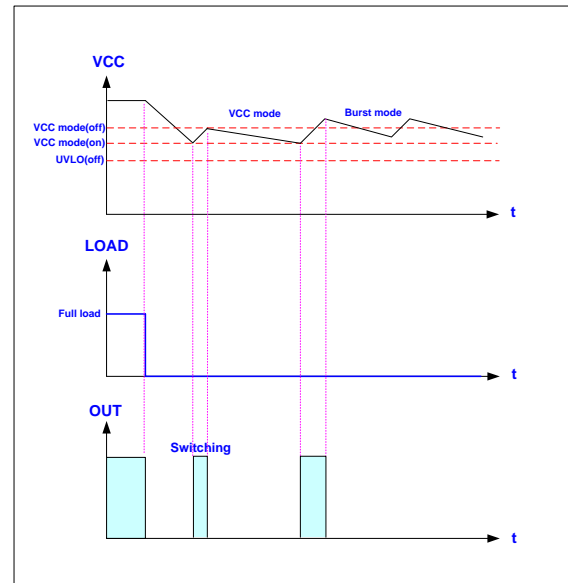 VCC
VCC mode
Burst mode
VCC mode(off)
VCC mode(on)
UVLO(off)
t
LOAD
Full load
t
OUT
Switching
t